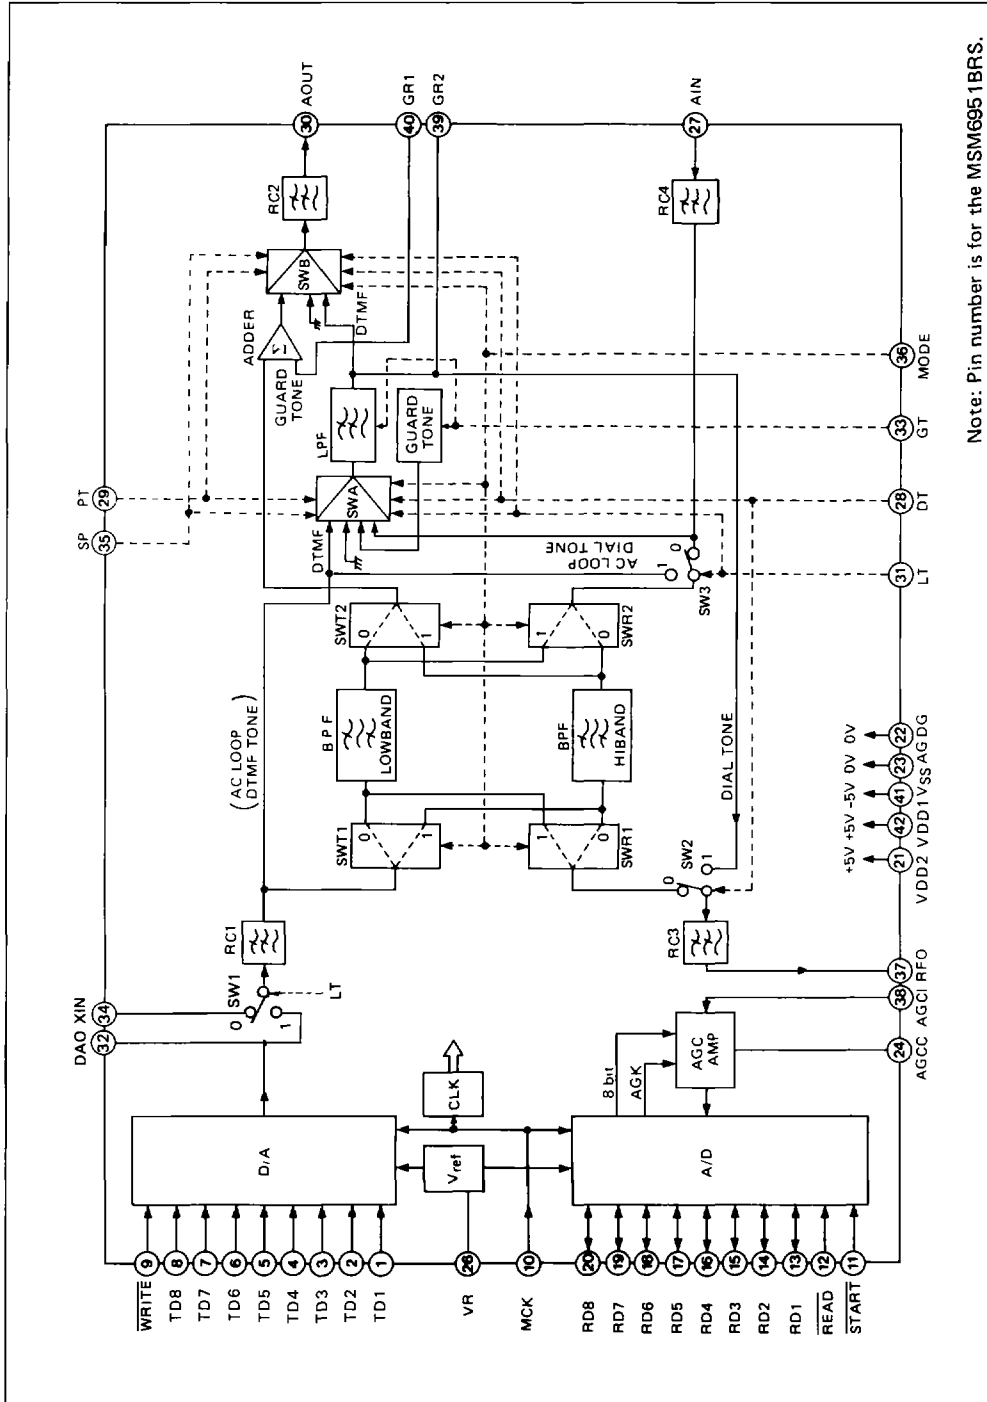 WRITE
TD8
TD7
TD6
TD5
TD4
TD3
TD2
TD1
VR
MCK
RD8
RD7
RD6
RD5
RD4
RD3
RD2
RD1
READ
START
9
8
7
6
5
4
3
2
1
26
10
20
19
18
17
16
15
14
13
12
11
D/A
Vref
CLK
A/D
8 bit
AGK
AGC
AMP
DAO XIN
32
34
0
1
SW1
LT
RC1
(AC LOOP
DTMF TONE)
SWT1
0
1
SWR1
1
0
BPF
LOWBAND
BPF
HIBAND
SWT2
0
1
SWR2
1
0
RC3
SW2
0
1
DIAL TONE
SW3
1
0
AC LOOP
DIAL TONE
SP
35
PT
29
DTMF
SWA
LPF
GUARD
TONE
GUARD
TONE
ADDER
Σ
DTMF
SWB
RC2
RC4
30 AOUT
40 GR1
39 GR2
27 AIN
24
AGCC
38
AGCI
37
RFO
21
VDD2
+5V
42
VDD1
+5V
41
VSS
-5V
23
AG
0V
22
DG
0V
31
LT
28
DT
33
GT
36
MODE
Note: Pin number is for the MSM6951BRS.